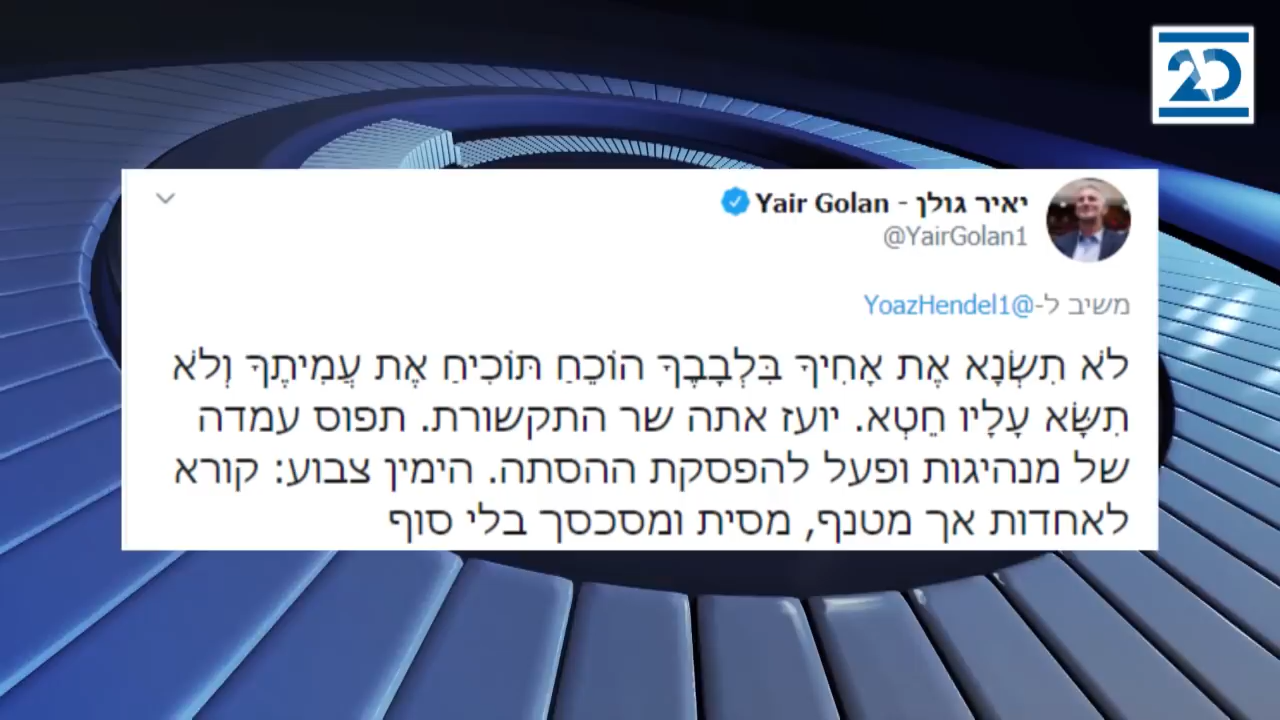 20
יאיר גולן - Yair Golan
@YairGolan1
משיב ל-@YoazHendel1
לֹא תִשְׂנָא אֶת אָחִיךָ בִּלְבָבֶךָ הוֹכֵחַ תּוֹכִיחַ אֶת עֲמִיתֶךָ וְלֹא
תִשָּׂא עָלָיו חֵטְא. יועז אתה שר התקשורת. תפוס עמדה
של מנהיגות ופעל להפסקת ההסתה. הימין צבוע: קורא
לאחדות אך מטנף, מסית ומסכסך בלי סוף